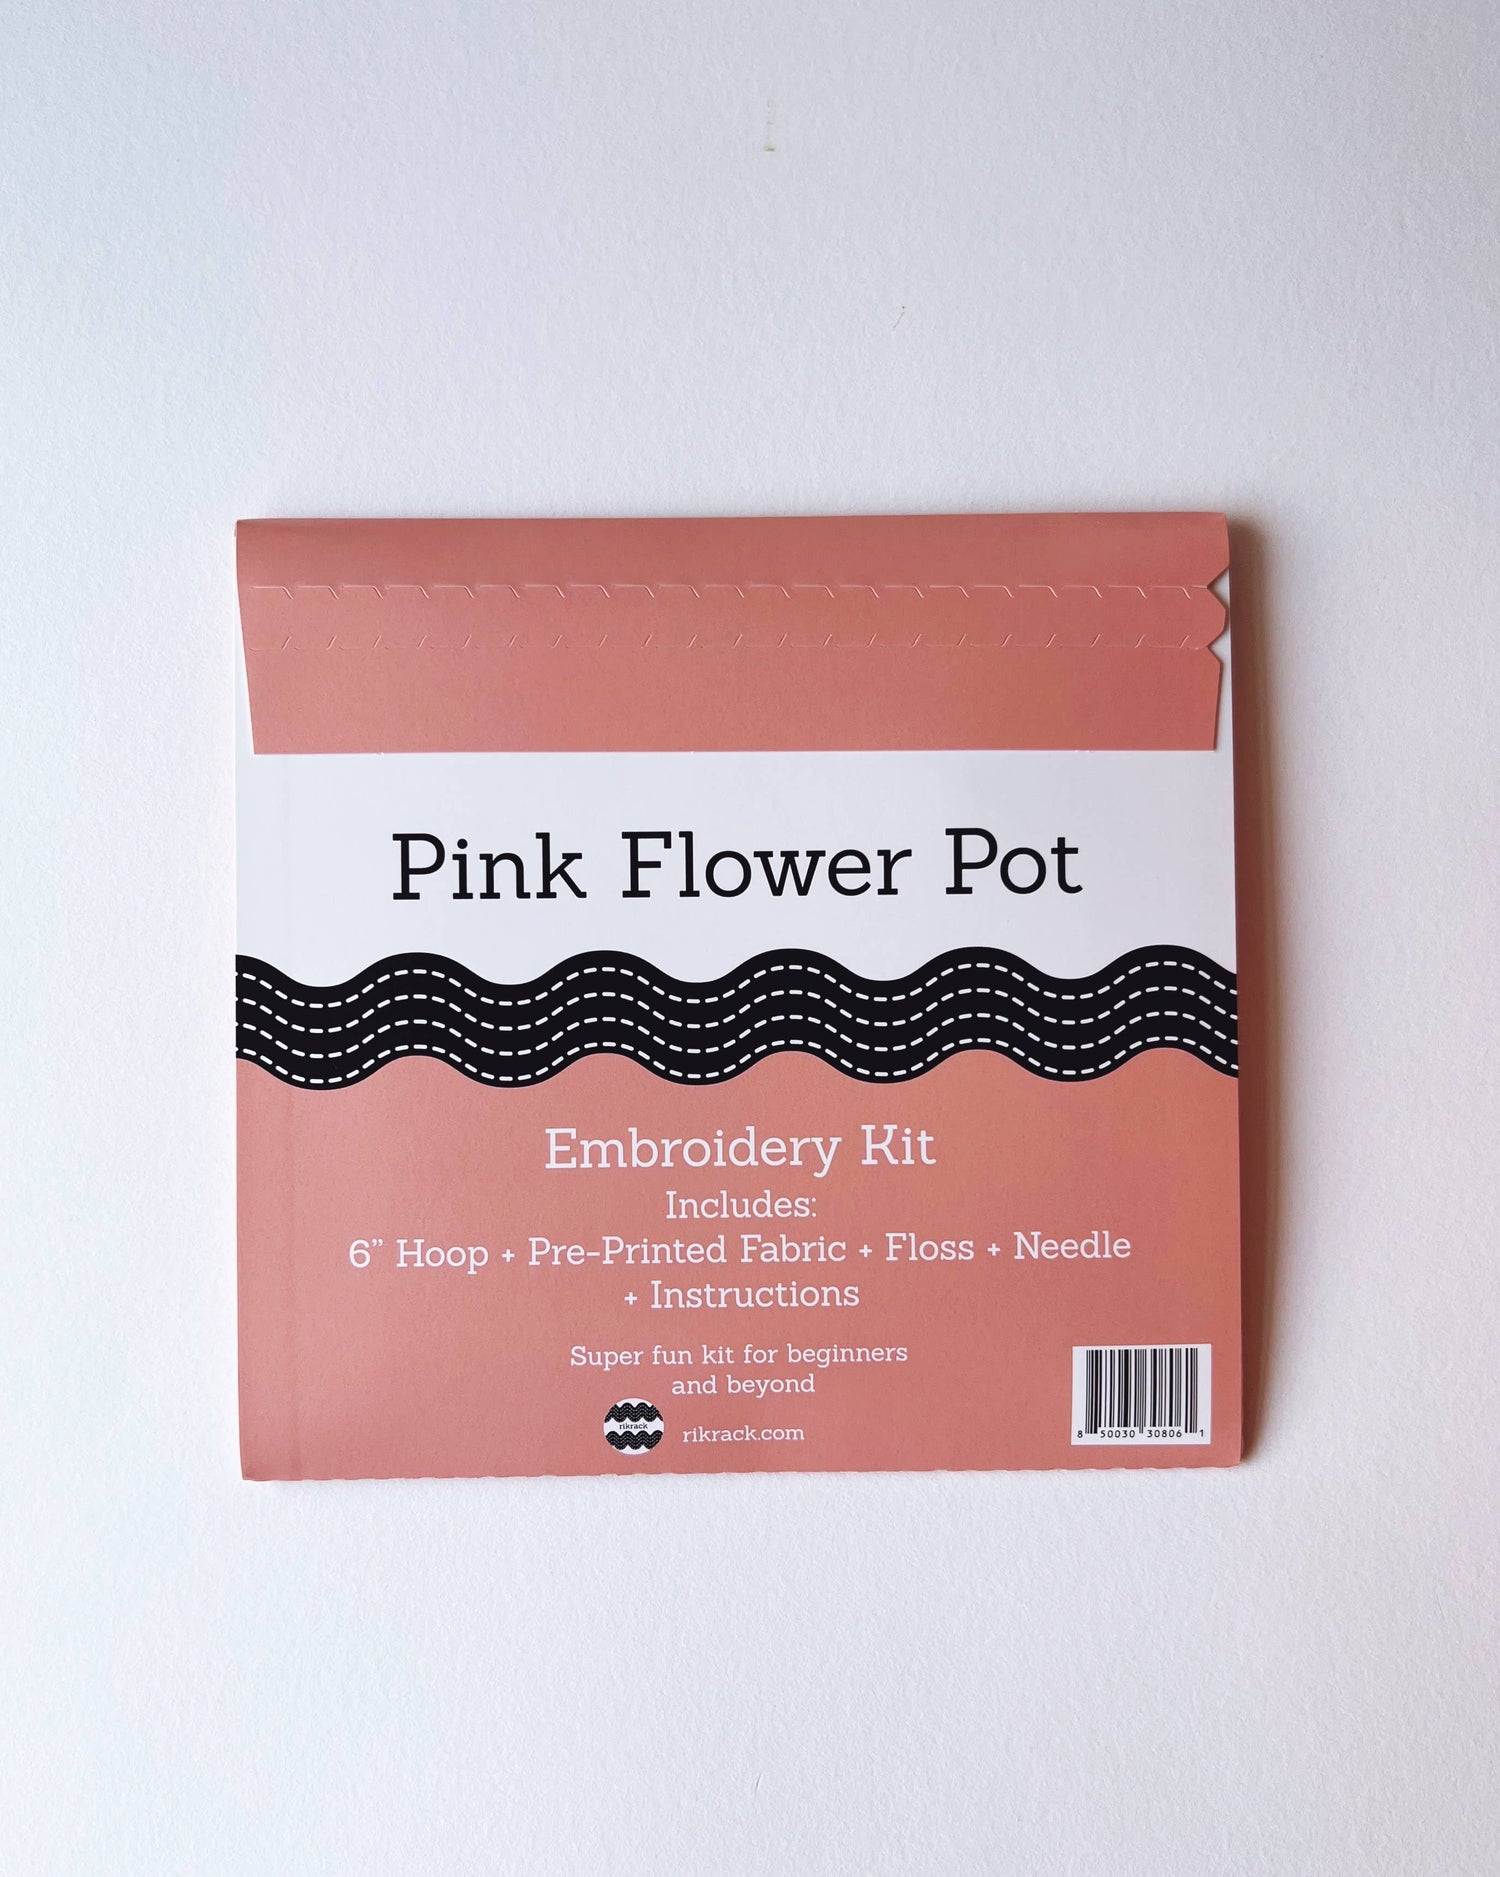 Pink Flower Pot
Embroidery Kit
Includes:
6” Hoop + Pre-Printed Fabric + Floss + Needle
+ Instructions
Super fun kit for beginners
and beyond
rikrack
rikrack.com
8 50030 30806 1